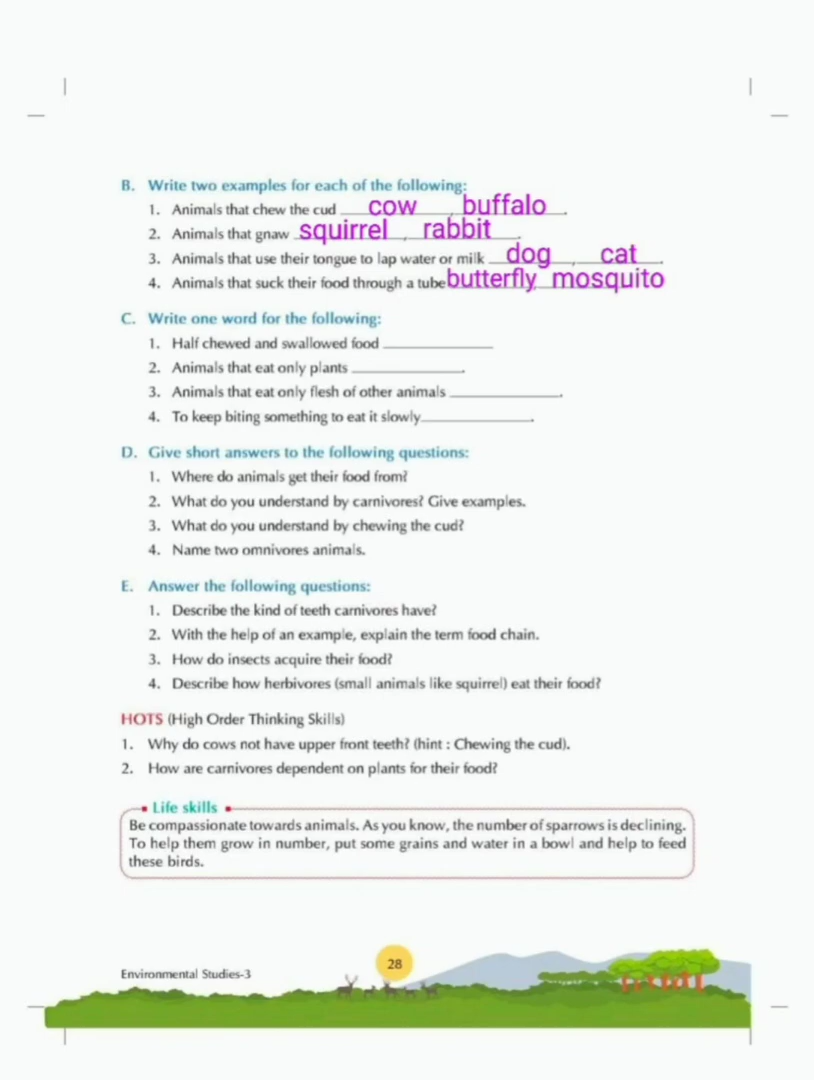 B. Write two examples for each of the following:
1. Animals that chew the cud cow, buffalo.
2. Animals that gnaw squirrel, rabbit.
3. Animals that use their tongue to lap water or milk dog, cat.
4. Animals that suck their food through a tube butterfly, mosquito
C. Write one word for the following:
1. Half chewed and swallowed food ____________
2. Animals that eat only plants ____________.
3. Animals that eat only flesh of other animals ____________.
4. To keep biting something to eat it slowly____________.
D. Give short answers to the following questions:
1. Where do animals get their food from?
2. What do you understand by carnivores? Give examples.
3. What do you understand by chewing the cud?
4. Name two omnivores animals.
E. Answer the following questions:
1. Describe the kind of teeth carnivores have?
2. With the help of an example, explain the term food chain.
3. How do insects acquire their food?
4. Describe how herbivores (small animals like squirrel) eat their food?
HOTS (High Order Thinking Skills)
1. Why do cows not have upper front teeth? (hint : Chewing the cud).
2. How are carnivores dependent on plants for their food?
Life skills
Be compassionate towards animals. As you know, the number of sparrows is declining.
To help them grow in number, put some grains and water in a bowl and help to feed
these birds.
Environmental Studies-3
28